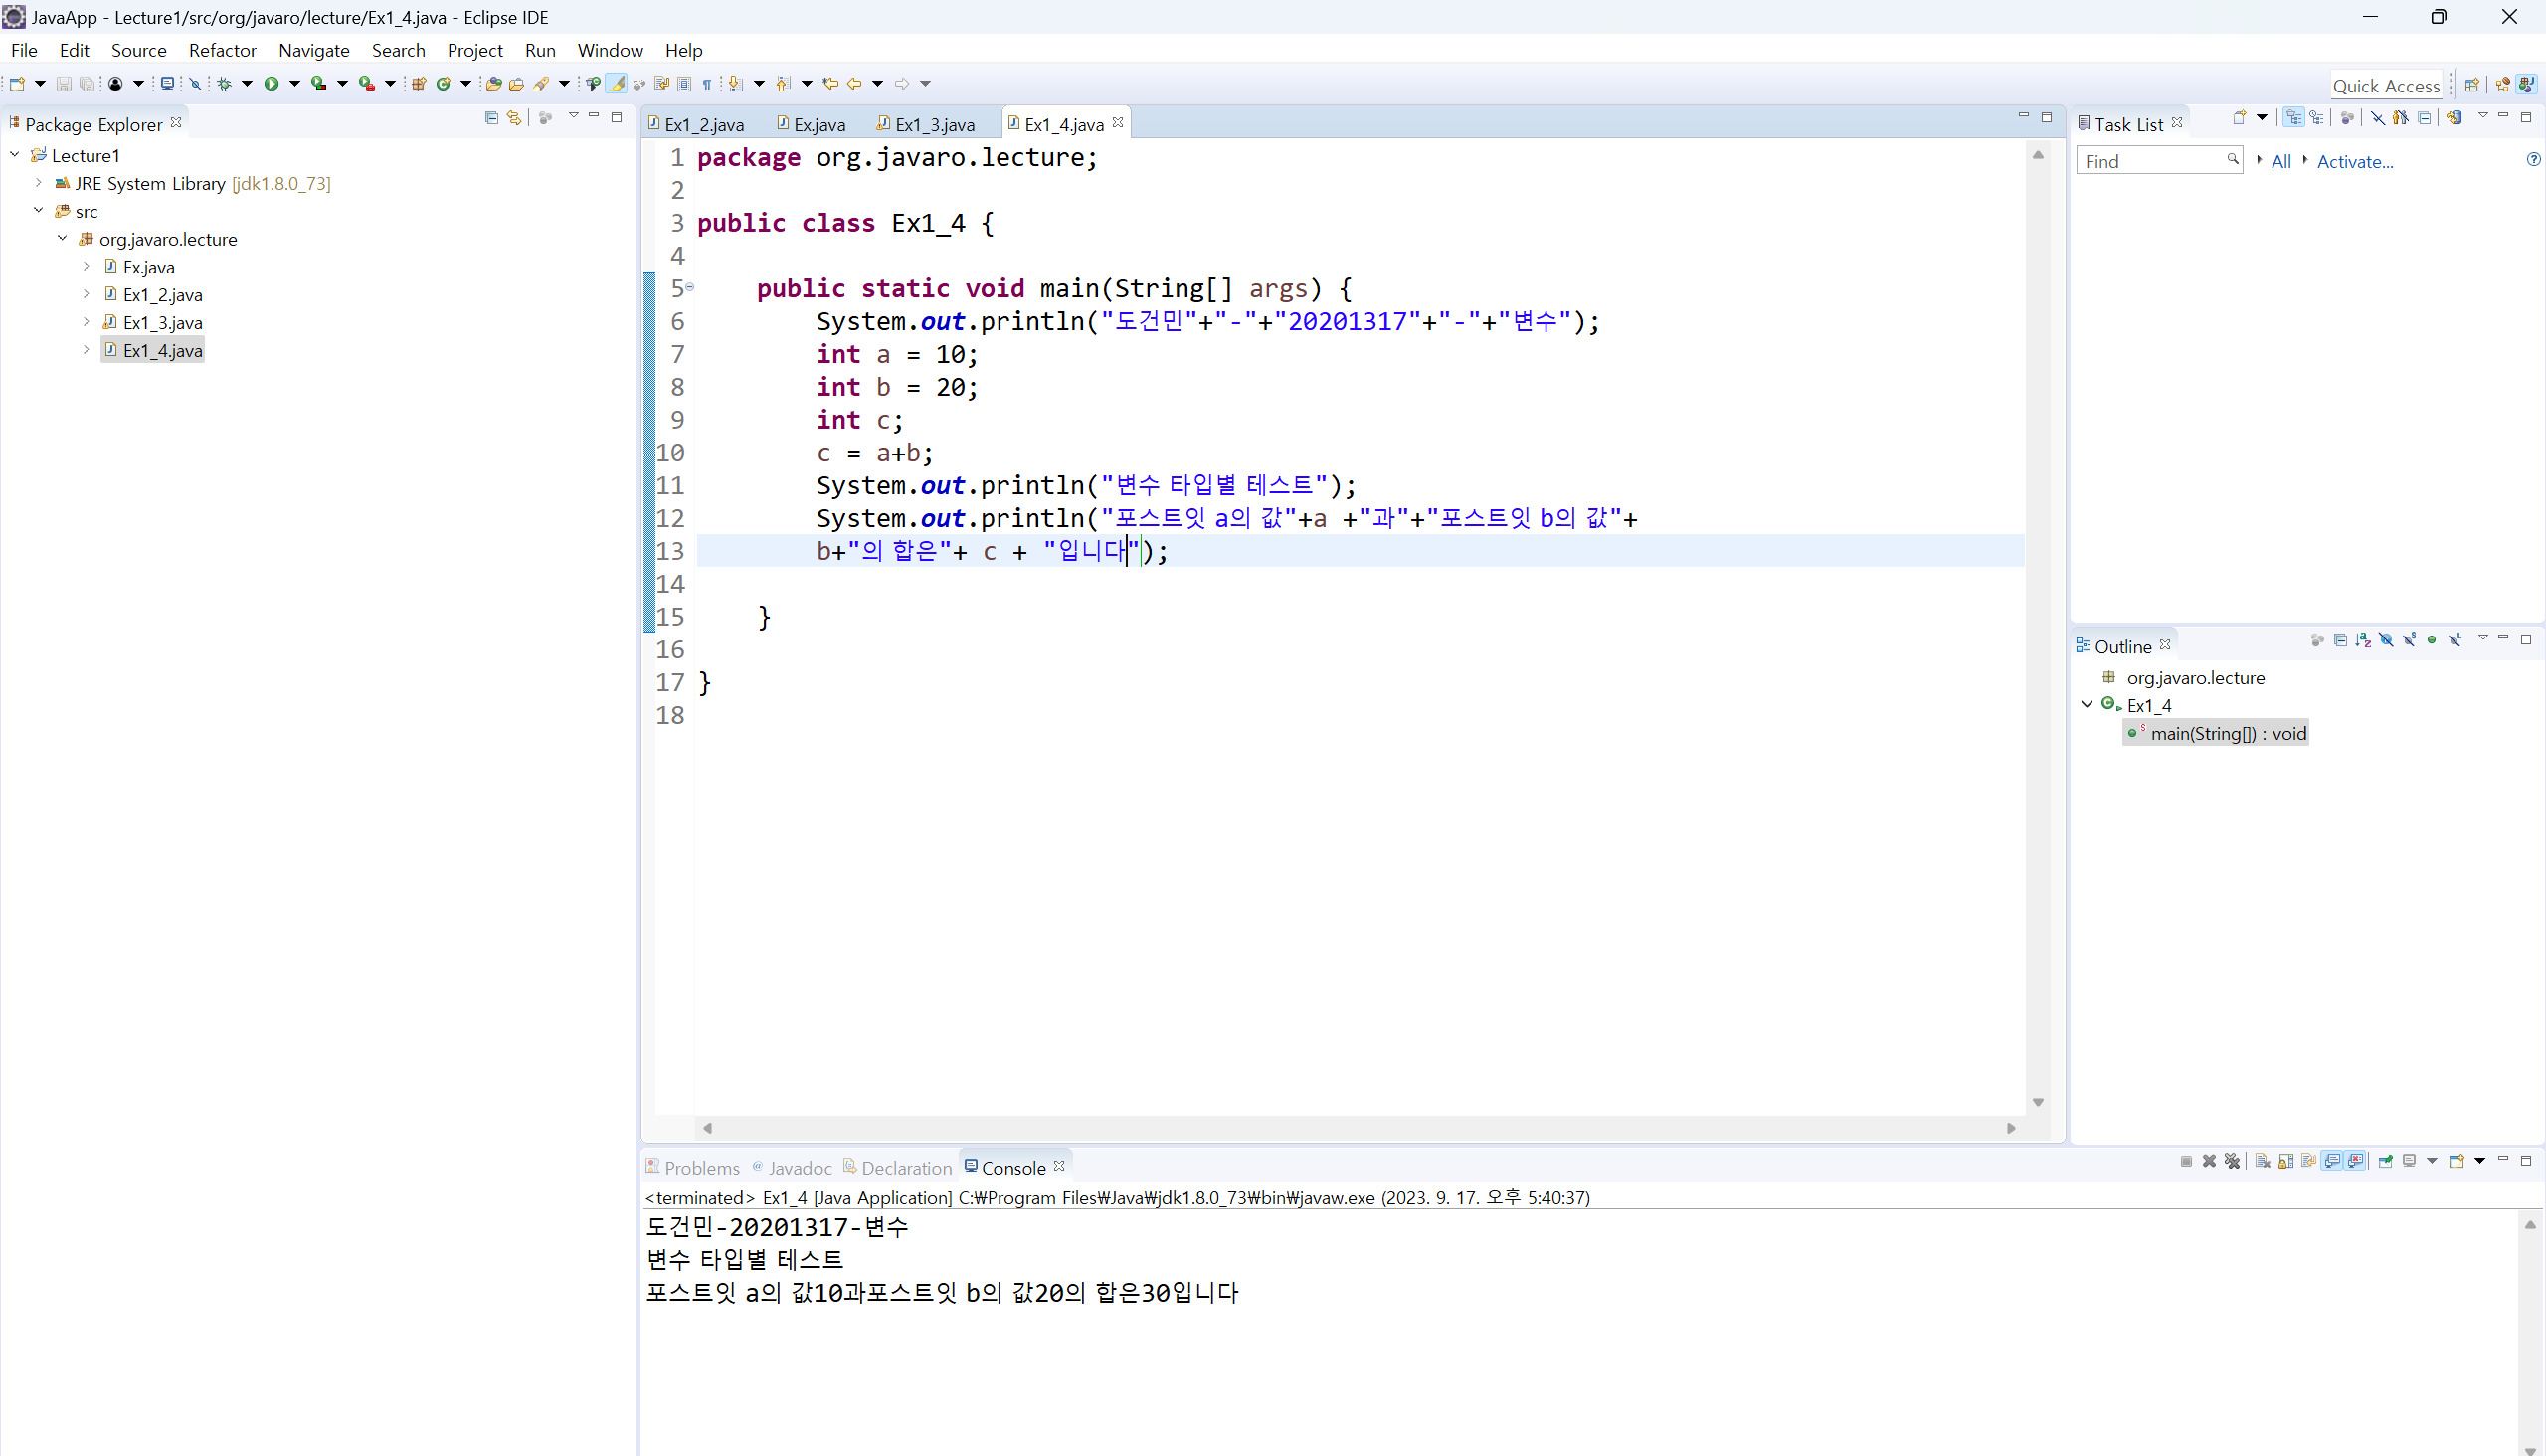 JavaApp - Lecture1/src/org/javaro/lecture/Ex1_4.java - Eclipse IDE
File Edit Source Refactor Navigate Search Project Run Window Help
Quick Access
Package Explorer
Lecture1
JRE System Library [jdk1.8.0_73]
src
org.javaro.lecture
Ex.java
Ex1_2.java
Ex1_3.java
Ex1_4.java
Ex1_2.java Ex.java Ex1_3.java Ex1_4.java
1 package org.javaro.lecture;
2
3 public class Ex1_4 {
4
5 public static void main(String[] args) {
6 System.out.println("도건민"+"-"+"20201317"+"-"+"변수");
7 int a = 10;
8 int b = 20;
9 int c;
10 c = a+b;
11 System.out.println("변수 타입별 테스트");
12 System.out.println("포스트잇 a의 값"+a +"과"+"포스트잇 b의 값"+
13 b+"의 합은"+ c + "입니다");
14
15 }
16
17 }
18
Task List
Find All Activate...
Outline
org.javaro.lecture
Ex1_4
main(String[]) : void
Problems Javadoc Declaration Console
<terminated> Ex1_4 [Java Application] C:₩Program Files₩Java₩jdk1.8.0_73₩bin₩javaw.exe (2023. 9. 17. 오후 5:40:37)
도건민-20201317-변수
변수 타입별 테스트
포스트잇 a의 값10과포스트잇 b의 값20의 합은30입니다